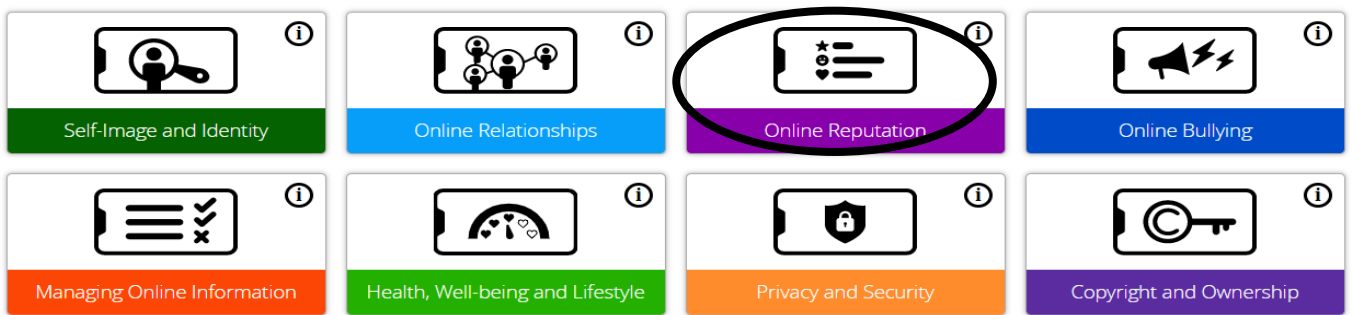 Self-Image and Identity
Online Relationships
Online Reputation
Online Bullying
Managing Online Information
Health, Well-being and Lifestyle
Privacy and Security
Copyright and Ownership